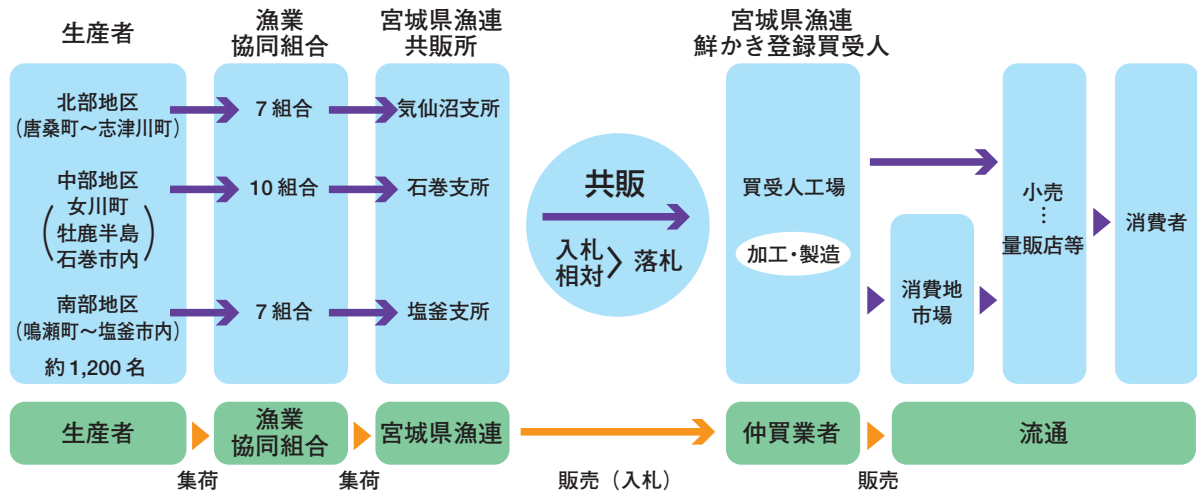 生産者
漁業
協同組合
宮城県漁連
共販所
宮城県漁連
鮮かき登録買受人
北部地区
（唐桑町〜志津川町）
7 組合
気仙沼支所
中部地区
女川町
牡鹿半島
石巻市内
10 組合
石巻支所
南部地区
（鳴瀬町〜塩釜市内）
7 組合
塩釜支所
約 1,200 名
共販
入札
相対
落札
買受人工場
加工・製造
消費地
市場
小売
…
量販店等
消費者
生産者
漁業
協同組合
宮城県漁連
仲買業者
流通
集荷
集荷
販売（入札）
販売